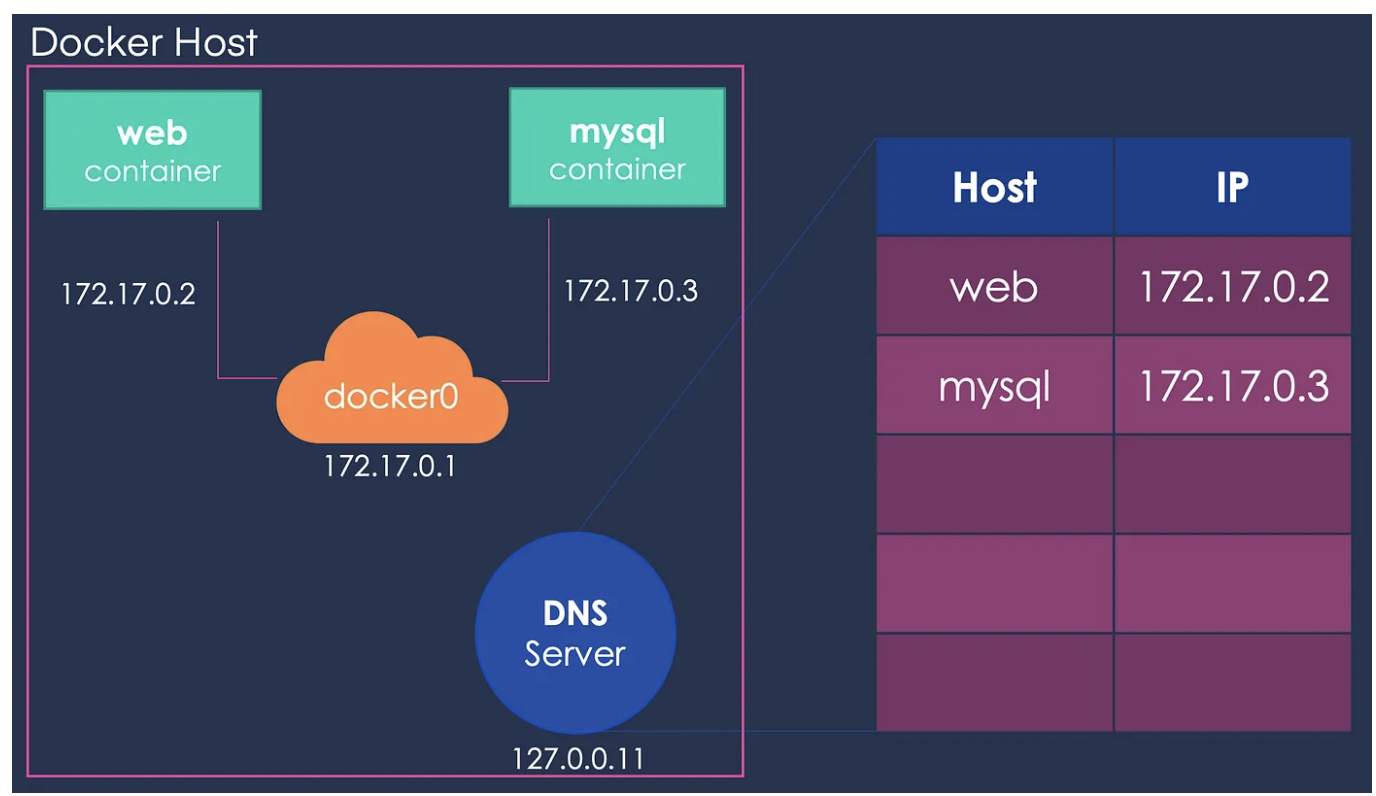 Docker Host
web
container
mysql
container
172.17.0.2
172.17.0.3
docker0
172.17.0.1
DNS
Server
127.0.0.11
Host IP
web 172.17.0.2
mysql 172.17.0.3